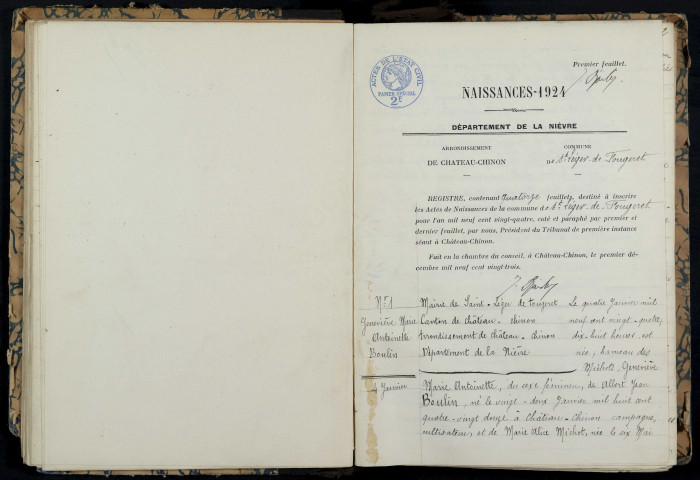 Premier feuillet.
ACTES DE L'ÉTAT CIVIL
PAPIER SPÉCIAL
2F
NAISSANCES-1924
DÉPARTEMENT DE LA NIÈVRE
ARRONDISSEMENT
DE CHATEAU-CHINON
COMMUNE
DE St Léger de Fougeret
REGISTRE, contenant Quatorze feuillets, destiné à inscrire
les Actes de Naissances de la commune de St Léger de Fougeret
pour l'an mil neuf cent vingt-quatre, coté et paraphé par premier et
dernier feuillet, par nous, Président du Tribunal de première instance
séant à Château-Chinon.
Fait en la chambre du conseil, à Château-Chinon, le premier dé-
cembre mil neuf cent vingt-trois.
N° 1
Geneviève Marie
Antoinette
Boulin
4 Janvier
Mairie de Saint-Léger de Fougeret
Canton de Château-chinon
Arrondissement de Château-chinon
Département de la Nièvre
Le quatre Janvier mil
neuf cent vingt-quatre,
dix huit heures est
née, hameau des
Michots, Geneviève
Marie Antoinette, du sexe féminin, de Albert Jean
Boulin, né le vingt-deux Janvier mil huit cent
quatre-vingt douze à Château-Chinon campagne,
cultivateur, et de Marie Alice Michot, née le six Mai